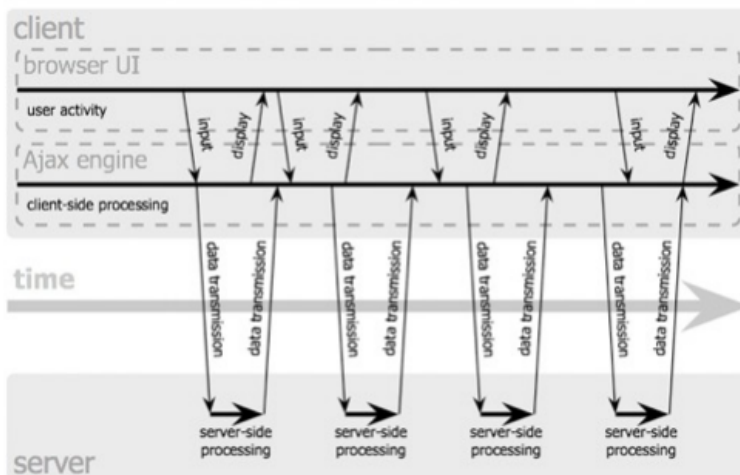 client
browser UI
user activity
input
display
input
display
input
display
input
display
Ajax engine
client-side processing
data transmission
data transmission
data transmission
data transmission
data transmission
data transmission
data transmission
data transmission
time
server-side
processing
server-side
processing
server-side
processing
server-side
processing
server